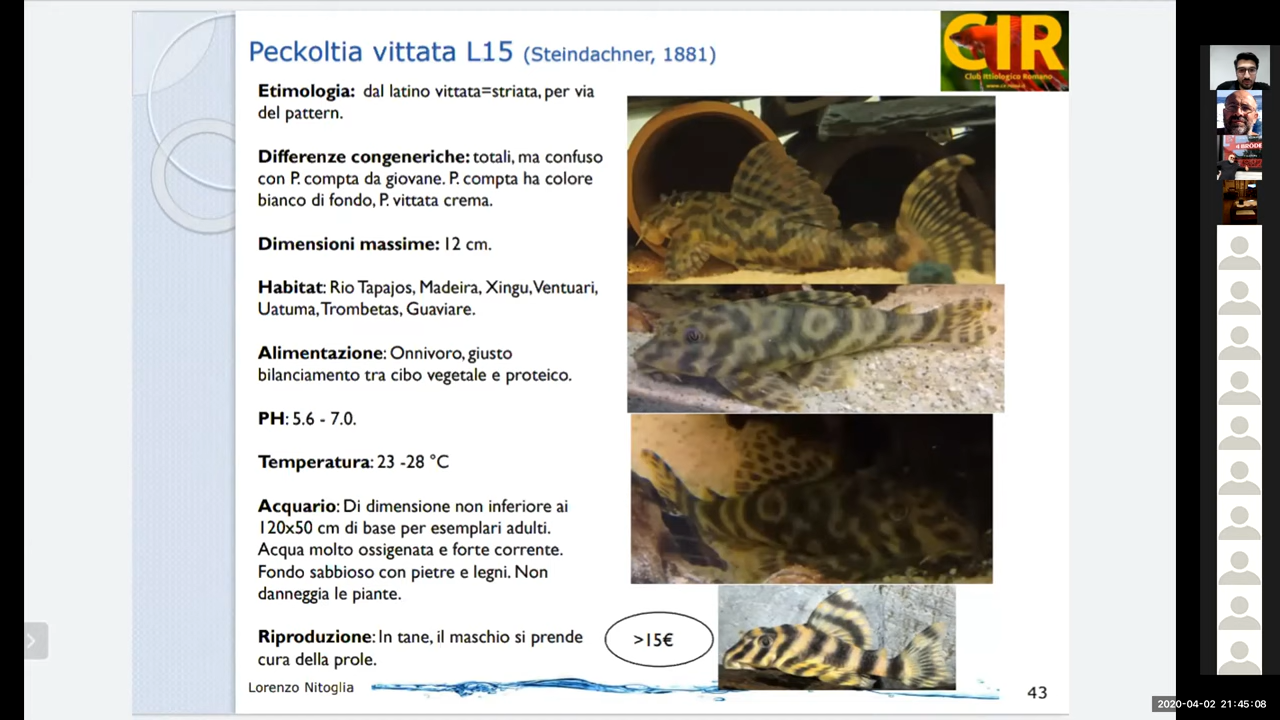 Peckoltia vittata L15 (Steindachner, 1881)
CIR
Club Ittiologico Romano
Etimologia: dal latino vittata=striata, per via
del pattern.
Differenze congeneriche: totali, ma confuso
con P. compta da giovane. P. compta ha colore
bianco di fondo, P. vittata crema.
Dimensioni massime: 12 cm.
Habitat: Rio Tapajos, Madeira, Xingu, Ventuari,
Uatuma, Trombetas, Guaviare.
Alimentazione: Onnivoro, giusto
bilanciamento tra cibo vegetale e proteico.
PH: 5.6 - 7.0.
Temperatura: 23 -28 °C
Acquario: Di dimensione non inferiore ai
120x50 cm di base per esemplari adulti.
Acqua molto ossigenata e forte corrente.
Fondo sabbioso con pietre e legni. Non
danneggia le piante.
Riproduzione: In tane, il maschio si prende
cura della prole.
>15€
Lorenzo Nitoglia
43
2020-04-02 21:45:08